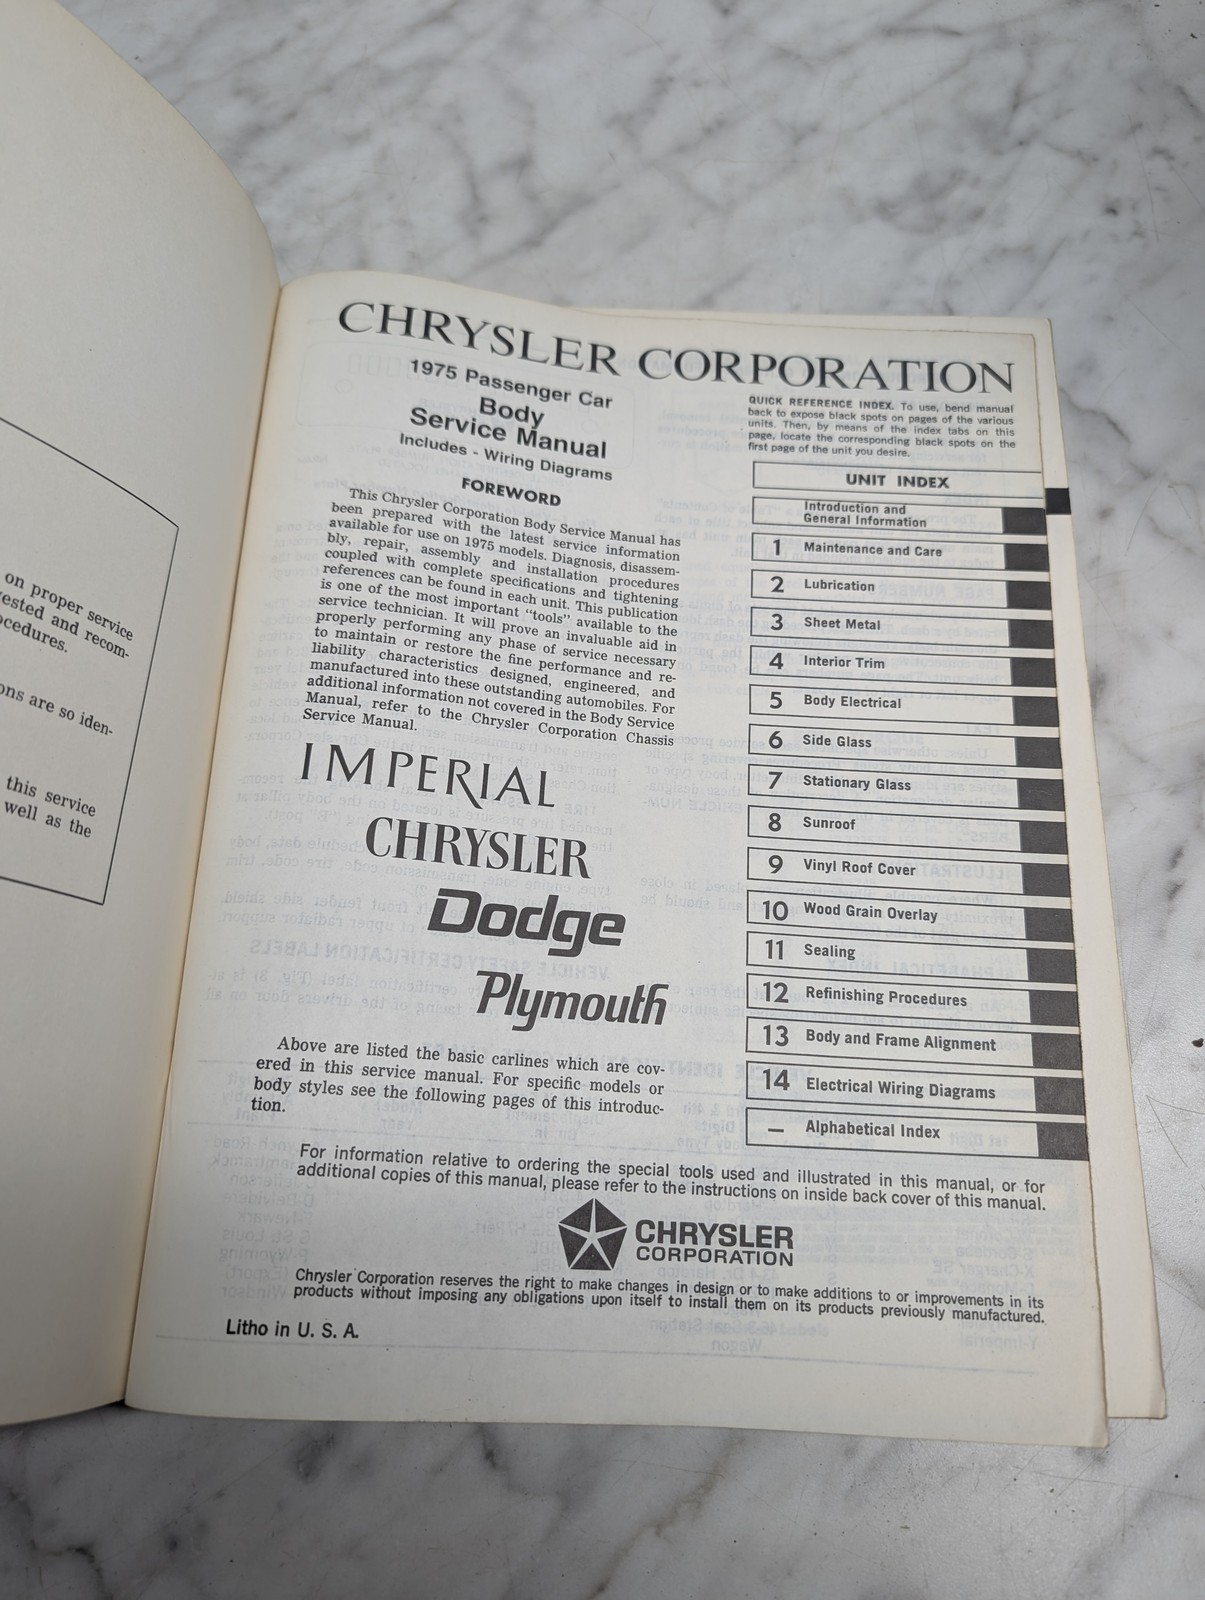 on proper service
ested and recom-
ocedures.
ons are so iden-
this service
well as the
CHRYSLER CORPORATION
1975 Passenger Car
Body
Service Manual
Includes - Wiring Diagrams
FOREWORD
This Chrysler Corporation Body Service Manual has
been prepared with the latest service information
available for use on 1975 models. Diagnosis, disassem-
bly, repair, assembly and installation procedures
coupled with complete specifications and tightening
references can be found in each unit. This publication
is one of the most important "tools" available to the
service technician. It will prove an invaluable aid in
properly performing any phase of service necessary
to maintain or restore the fine performance and re-
liability characteristics designed, engineered, and
manufactured into these outstanding automobiles. For
additional information not covered in the Body Service
Manual, refer to the Chrysler Corporation Chassis
Service Manual.
IMPERIAL
CHRYSLER
Dodge
Plymouth
Above are listed the basic carlines which are cov-
ered in this service manual. For specific models or
body styles see the following pages of this introduc-
tion.
QUICK REFERENCE INDEX. To use, bend manual
back to expose black spots on pages of the various
units. Then, by means of the index tabs on this
page, locate the corresponding black spots on the
first page of the unit you desire.
UNIT INDEX
Introduction and
General Information
1 Maintenance and Care
2 Lubrication
3 Sheet Metal
4 Interior Trim
5 Body Electrical
6 Side Glass
7 Stationary Glass
8 Sunroof
9 Vinyl Roof Cover
10 Wood Grain Overlay
11 Sealing
12 Refinishing Procedures
13 Body and Frame Alignment
14 Electrical Wiring Diagrams
— Alphabetical Index
For information relative to ordering the special tools used and illustrated in this manual, or for
additional copies of this manual, please refer to the instructions on inside back cover of this manual.
CHRYSLER
CORPORATION
Chrysler Corporation reserves the right to make changes in design or to make additions to or improvements in its
products without imposing any obligations upon itself to install them on its products previously manufactured.
Litho in U. S. A.